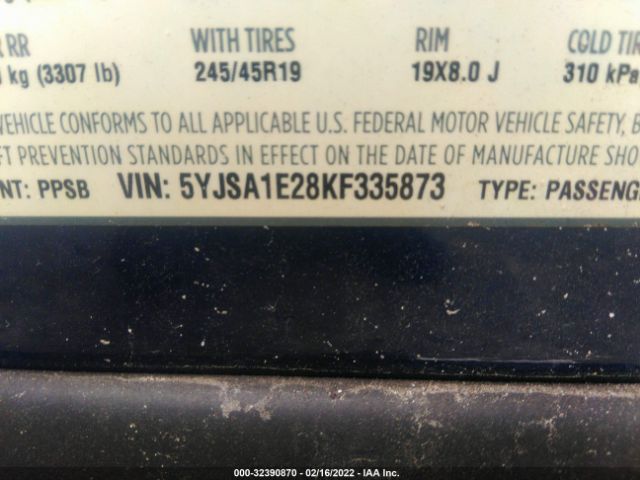 RR WITH TIRES RIM COLD TIR
kg (3307 lb) 245/45R19 19X8.0 J 310 kPa
VEHICLE CONFORMS TO ALL APPLICABLE U.S. FEDERAL MOTOR VEHICLE SAFETY, B
FT PREVENTION STANDARDS IN EFFECT ON THE DATE OF MANUFACTURE SHO
NT: PPSB VIN: 5YJSA1E28KF335873 TYPE: PASSENG
000-32390870 - 02/16/2022 - IAA Inc.